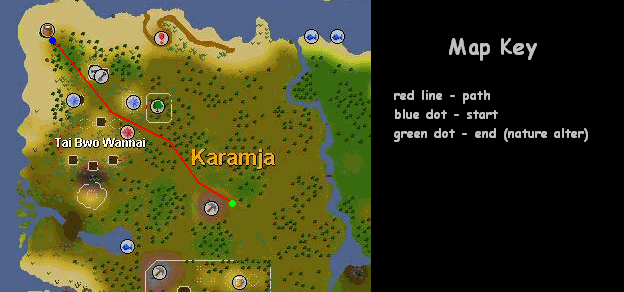 Map Key
red line - path
blue dot - start
green dot - end (nature alter)
Tai Bwo Wannai
Karamja